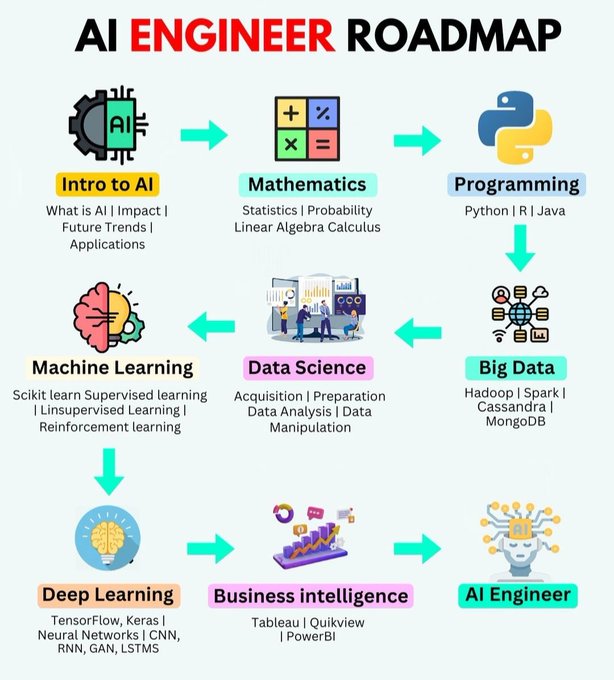 AI ENGINEER ROADMAP
AI
Intro to AI
What is AI | Impact |
Future Trends |
Applications
Mathematics
Statistics | Probability
Linear Algebra Calculus
Programming
Python | R | Java
Big Data
Hadoop | Spark |
Cassandra |
MongoDB
Data Science
Acquisition | Preparation
Data Analysis | Data
Manipulation
Machine Learning
Scikit learn Supervised learning
| Linsupervised Learning |
Reinforcement learning
Deep Learning
TensorFlow, Keras |
Neural Networks | CNN,
RNN, GAN, LSTMS
Business intelligence
Tableau | Quikview
| PowerBI
AI
AI Engineer